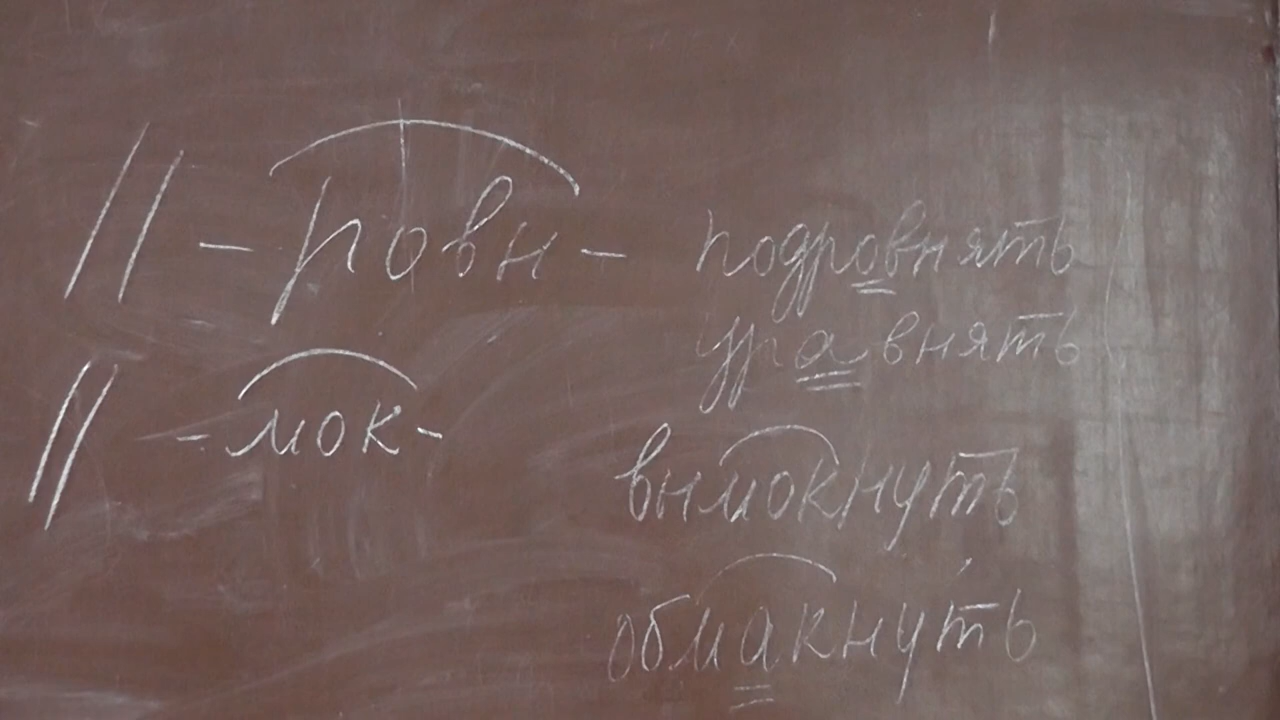 // -ровн- подровнять
уравнять
// -мок-
вымокнуть
обмакнуть